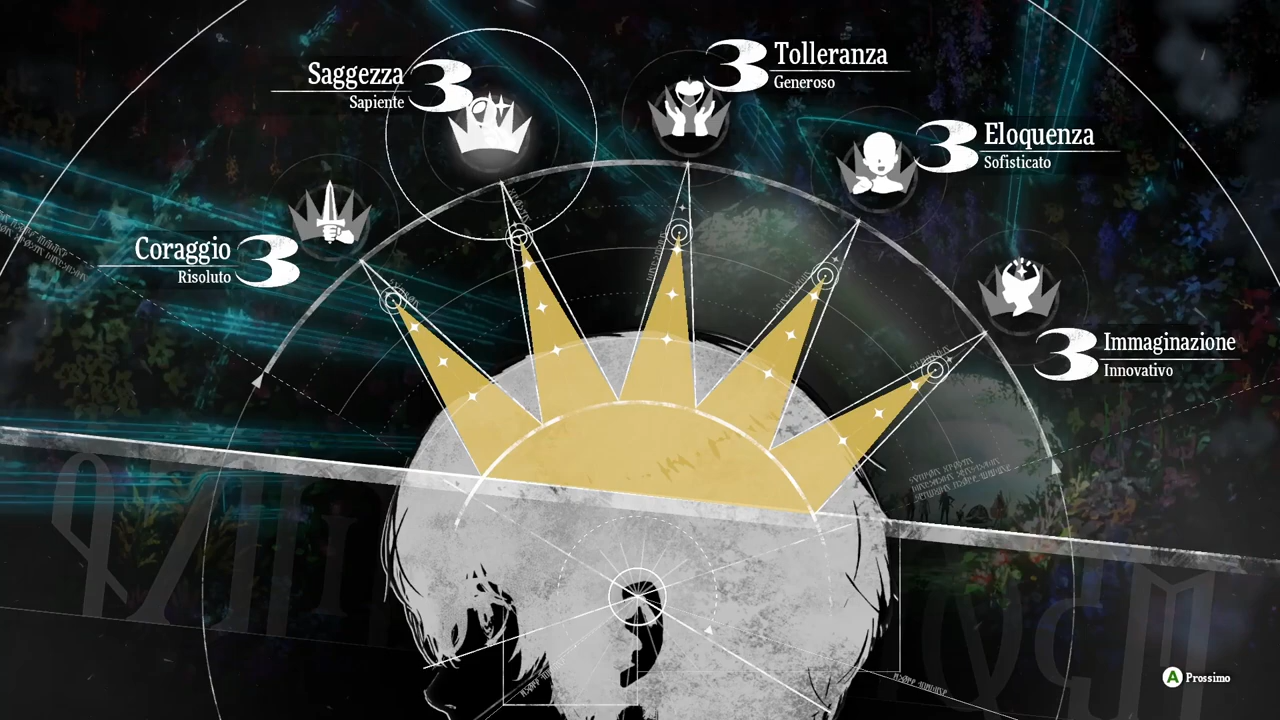 Saggezza
3
Sapiente
3
Tolleranza
Generoso
3
Eloquenza
Sofisticato
Coraggio
3
Risoluto
3
Immaginazione
Innovativo
A Prossimo